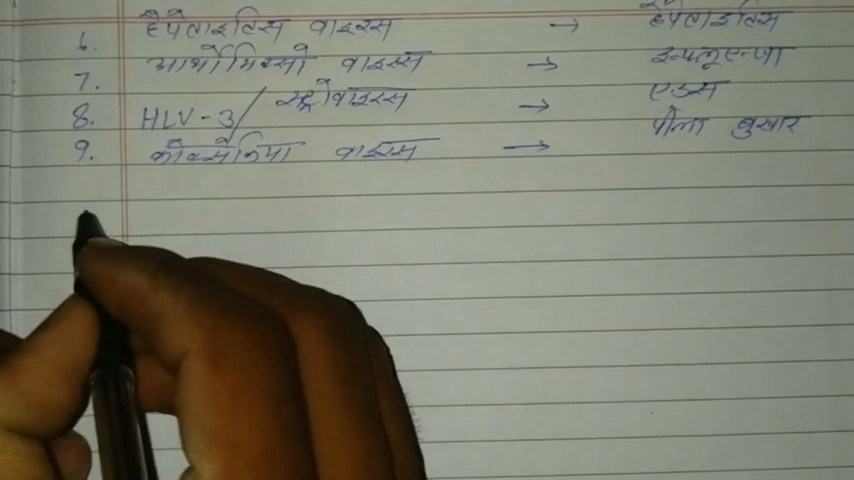 6. हैपेटाइटिस वाइरस → हैपेटाइटिस
7. आर्थोमिक्सो वाइरस → इन्फ्लूएन्जा
8. HLV-3/ रेट्रोवाइरस → एड्स
9. वाइरस → पीला बुखार